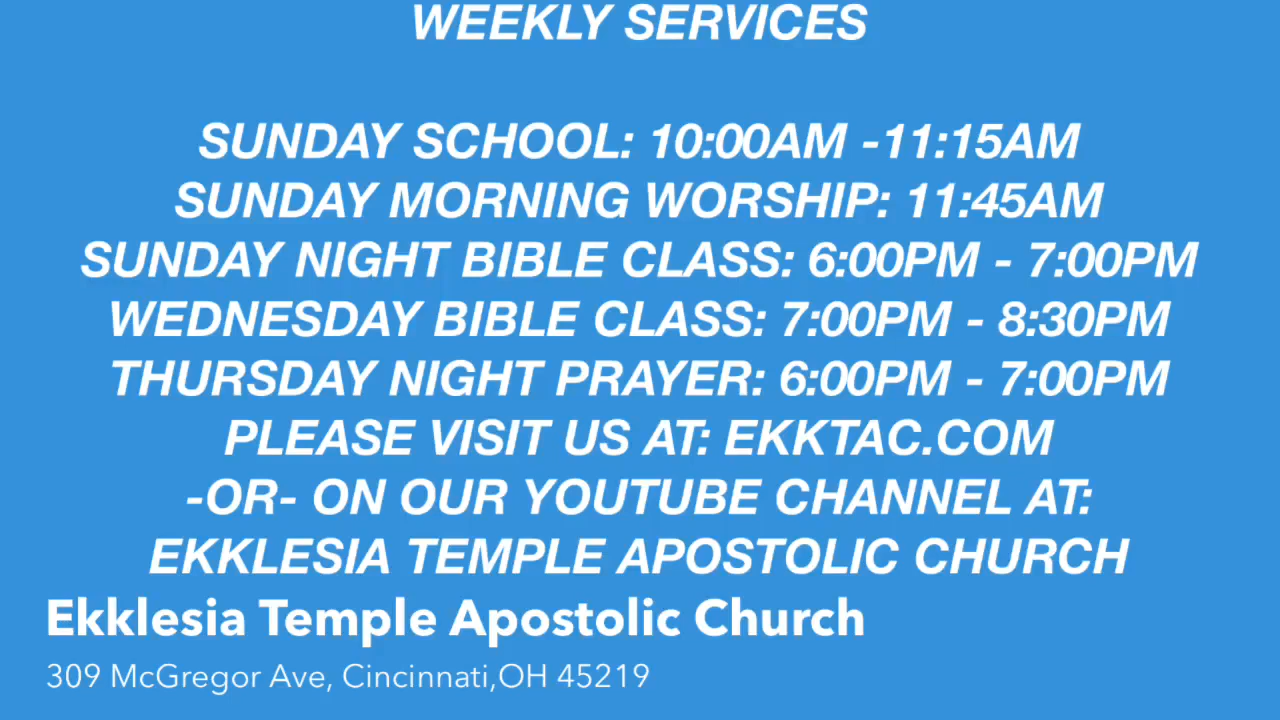 WEEKLY SERVICES
SUNDAY SCHOOL: 10:00AM -11:15AM
SUNDAY MORNING WORSHIP: 11:45AM
SUNDAY NIGHT BIBLE CLASS: 6:00PM - 7:00PM
WEDNESDAY BIBLE CLASS: 7:00PM - 8:30PM
THURSDAY NIGHT PRAYER: 6:00PM - 7:00PM
PLEASE VISIT US AT: EKKTAC.COM
-OR- ON OUR YOUTUBE CHANNEL AT:
EKKLESIA TEMPLE APOSTOLIC CHURCH
Ekklesia Temple Apostolic Church
309 McGregor Ave, Cincinnati,OH 45219